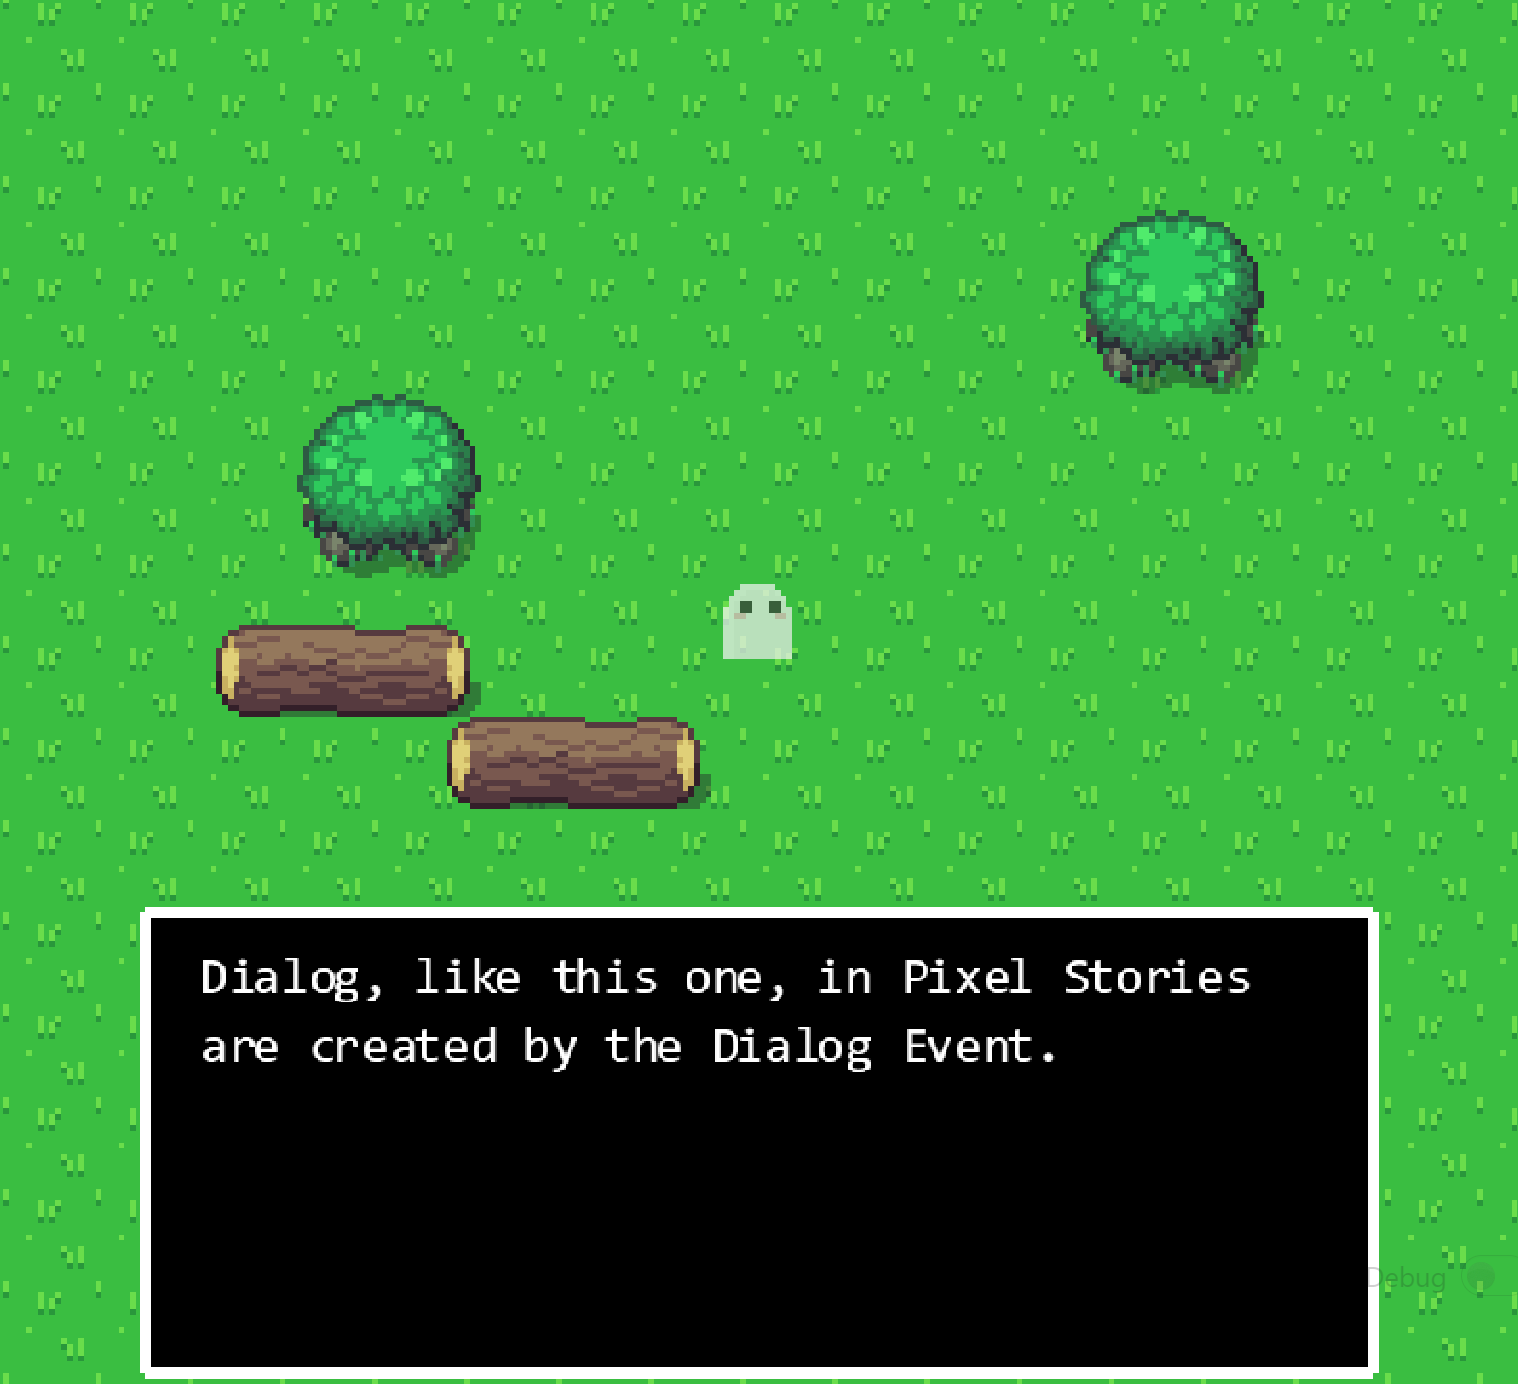 Dialog, like this one, in Pixel Stories
are created by the Dialog Event.
Debug